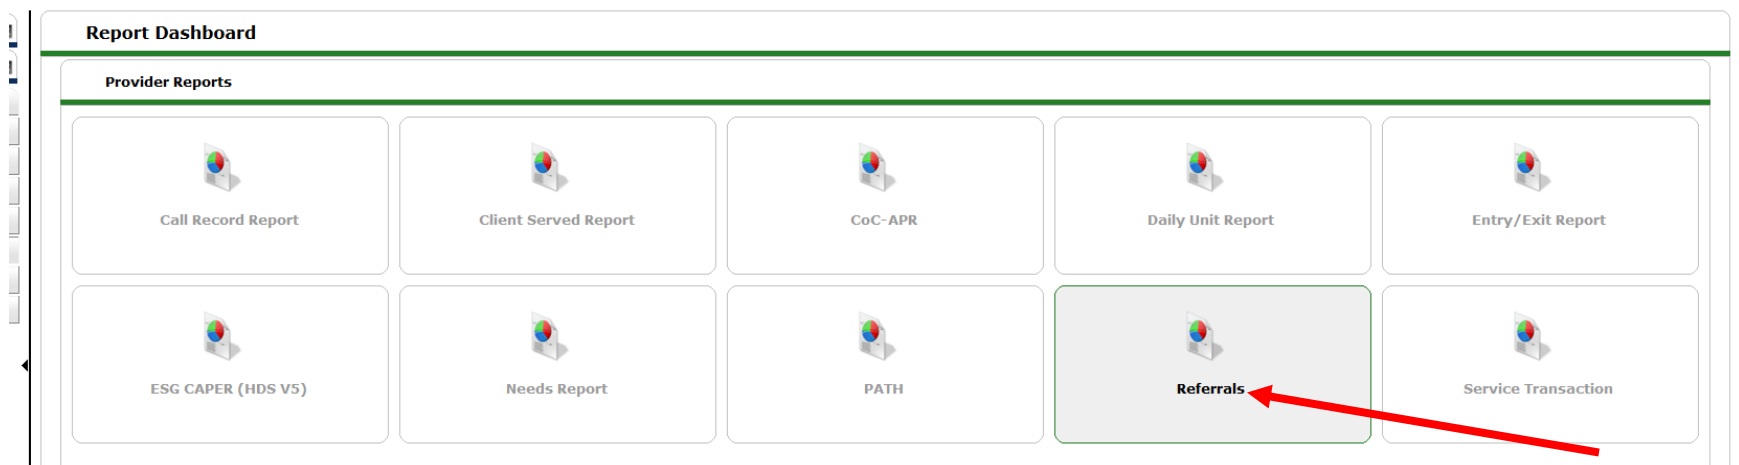 Report Dashboard
Provider Reports
Call Record Report
Client Served Report
CoC-APR
Daily Unit Report
Entry/Exit Report
ESG CAPER (HDS V5)
Needs Report
PATH
Referrals
Service Transaction